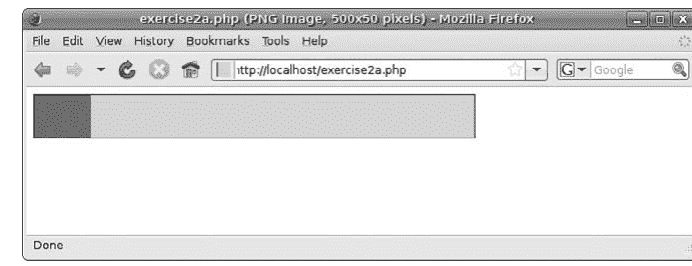 exercise2a.php (PNG Image, 500x50 pixels) - Mozilla Firefox
File Edit View History Bookmarks Tools Help
ttp://localhost/exercise2a.php G Google
Done